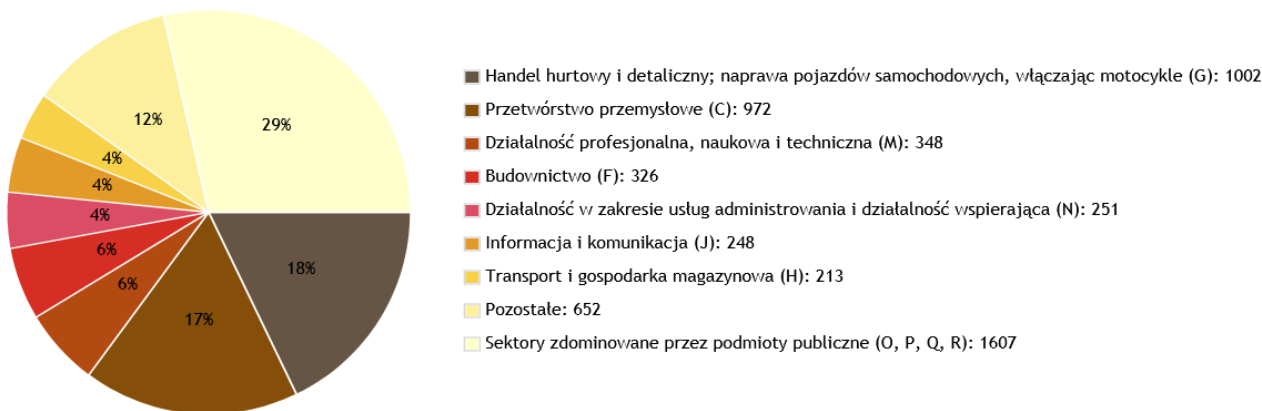 29%
12%
4%
4%
4%
6%
6%
17%
18%
Handel hurtowy i detaliczny; naprawa pojazdów samochodowych, włączając motocykle (G): 1002
Przetwórstwo przemysłowe (C): 972
Działalność profesjonalna, naukowa i techniczna (M): 348
Budownictwo (F): 326
Działalność w zakresie usług administrowania i działalność wspierająca (N): 251
Informacja i komunikacja (J): 248
Transport i gospodarka magazynowa (H): 213
Pozostałe: 652
Sektory zdominowane przez podmioty publiczne (O, P, Q, R): 1607